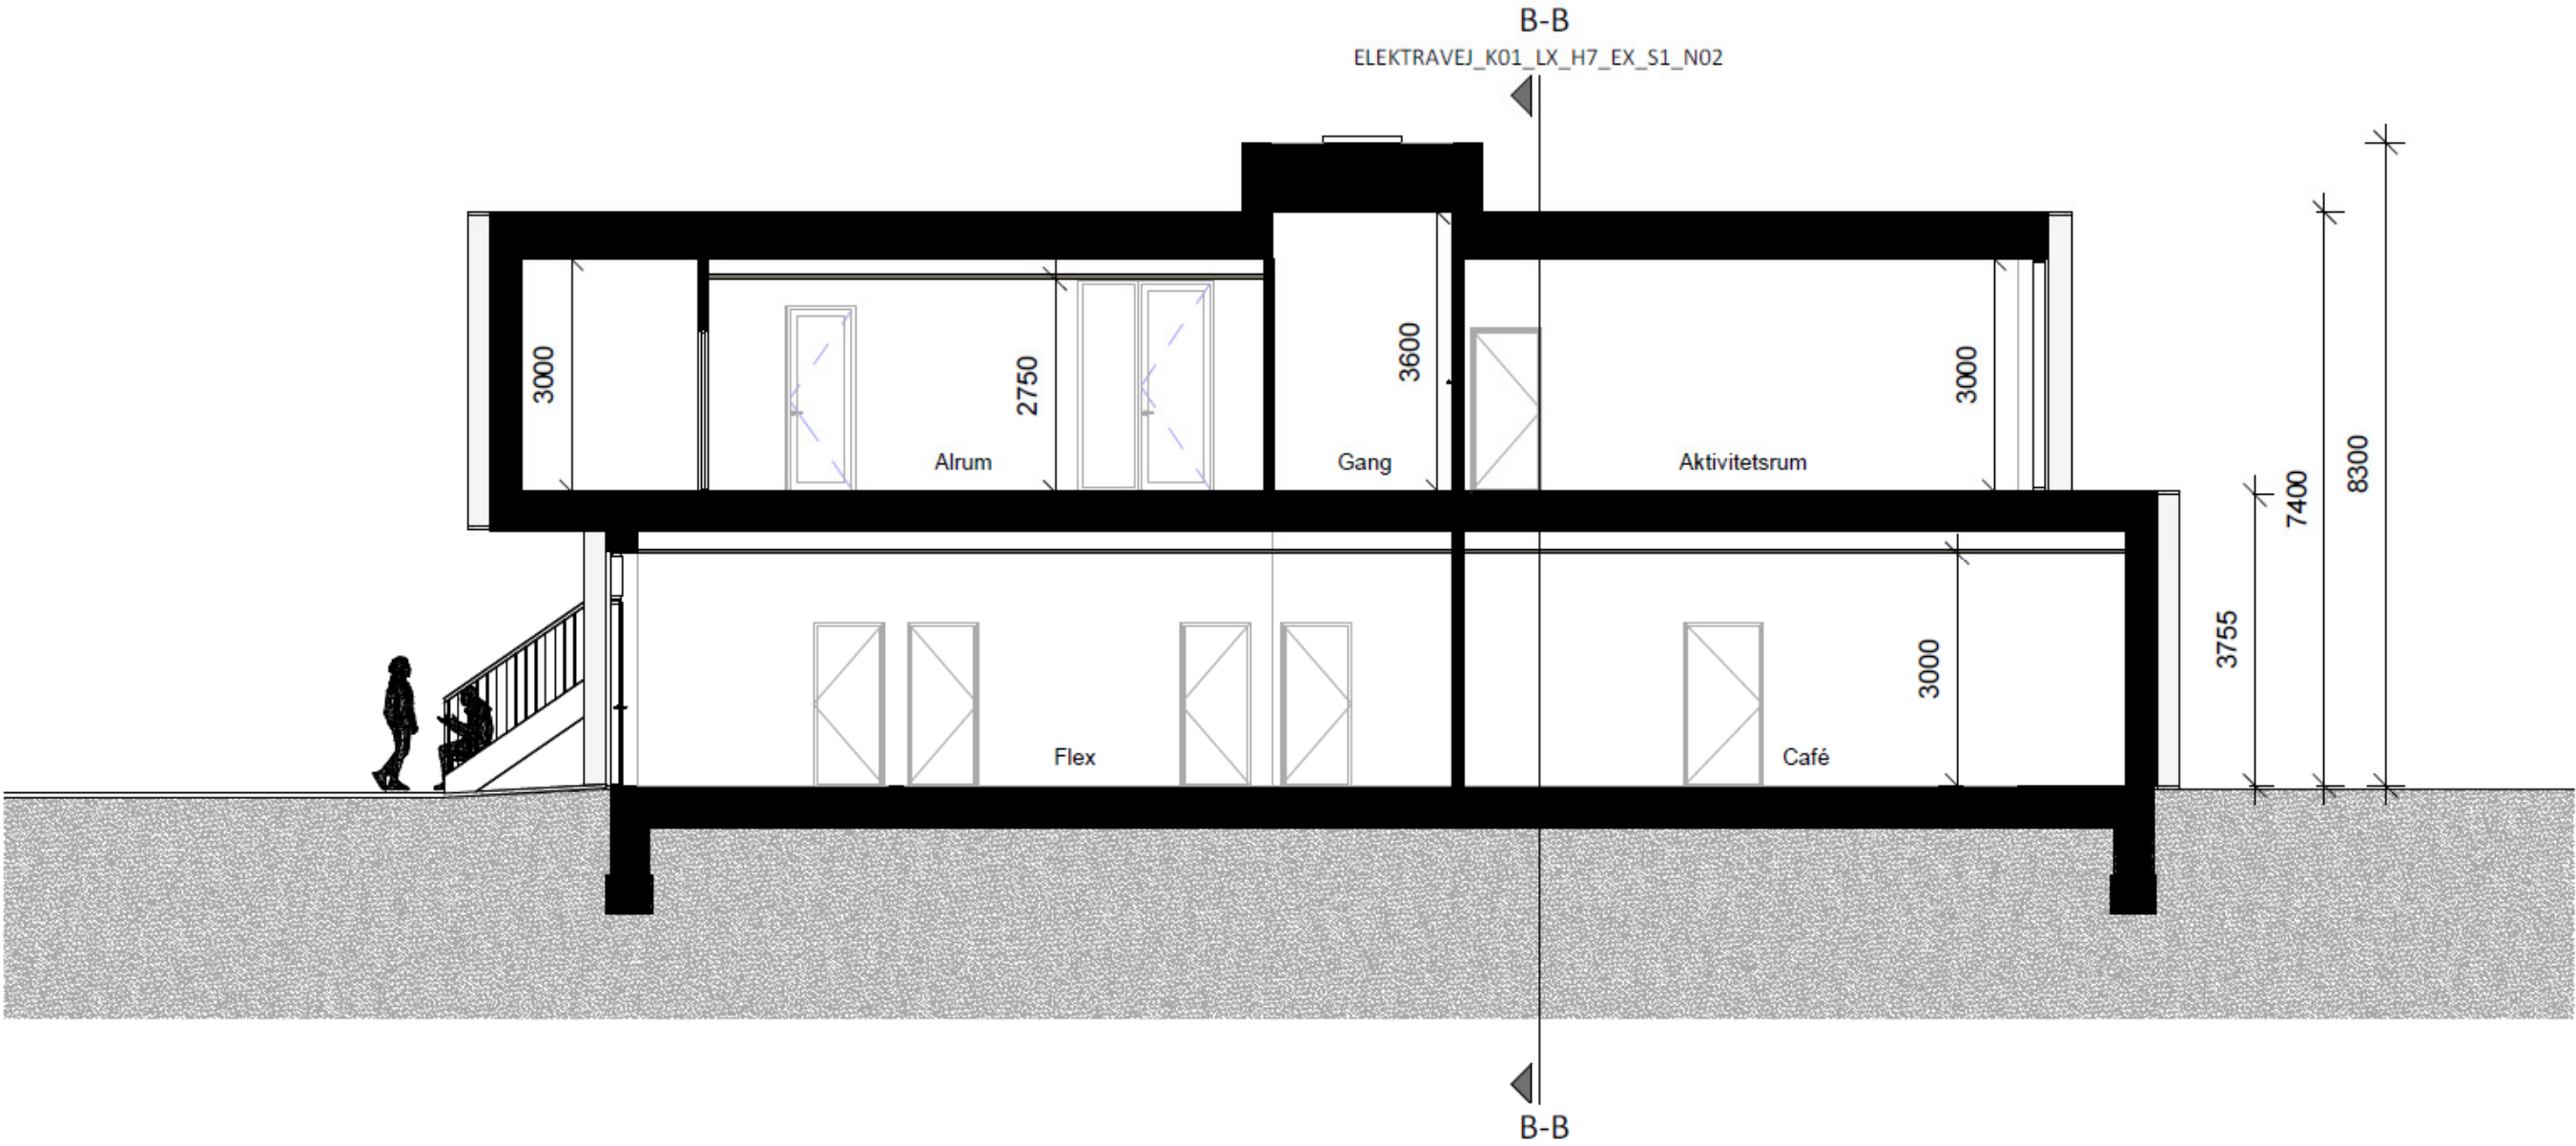 B-B
ELEKTRAVEJ_K01_LX_H7_EX_S1_N02
3000
2750
3600
3000
Alrum
Gang
Aktivitetsrum
8300
7400
3755
3000
Flex
Café
B-B